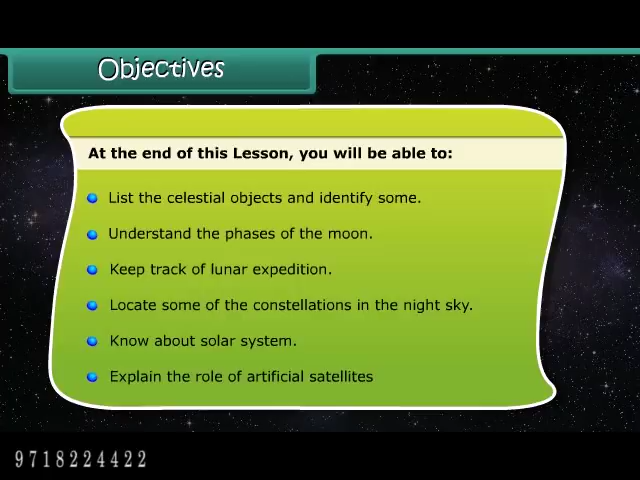 Objectives
At the end of this Lesson, you will be able to:
List the celestial objects and identify some.
Understand the phases of the moon.
Keep track of lunar expedition.
Locate some of the constellations in the night sky.
Know about solar system.
Explain the role of artificial satellites
9718224422